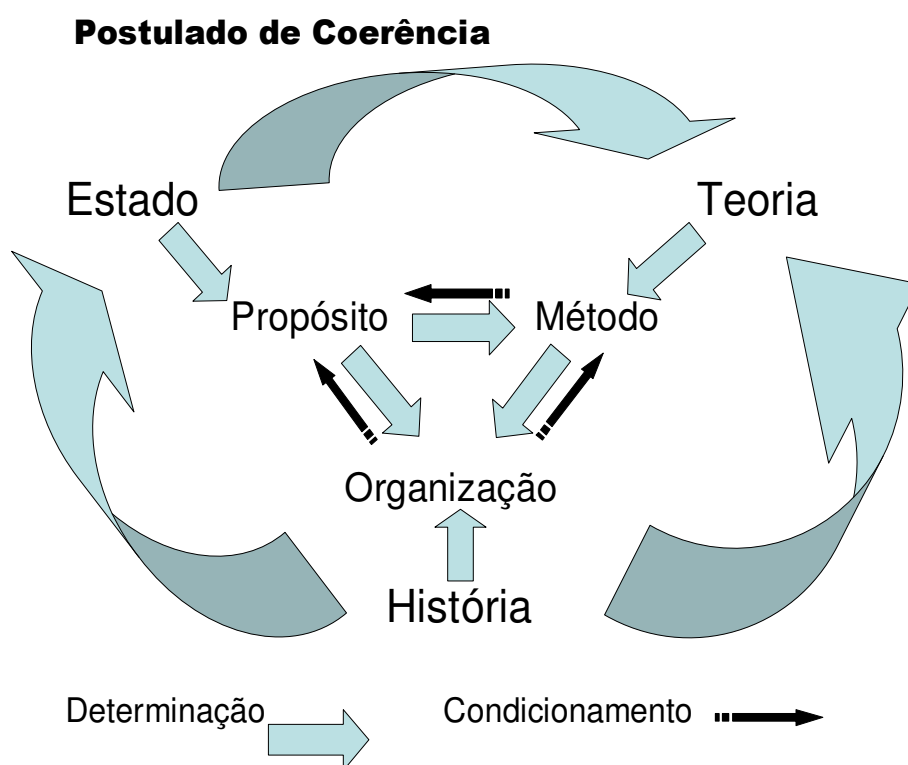 Postulado de Coerência
Estado
Teoria
Propósito
Método
Organização
História
Determinação
Condicionamento